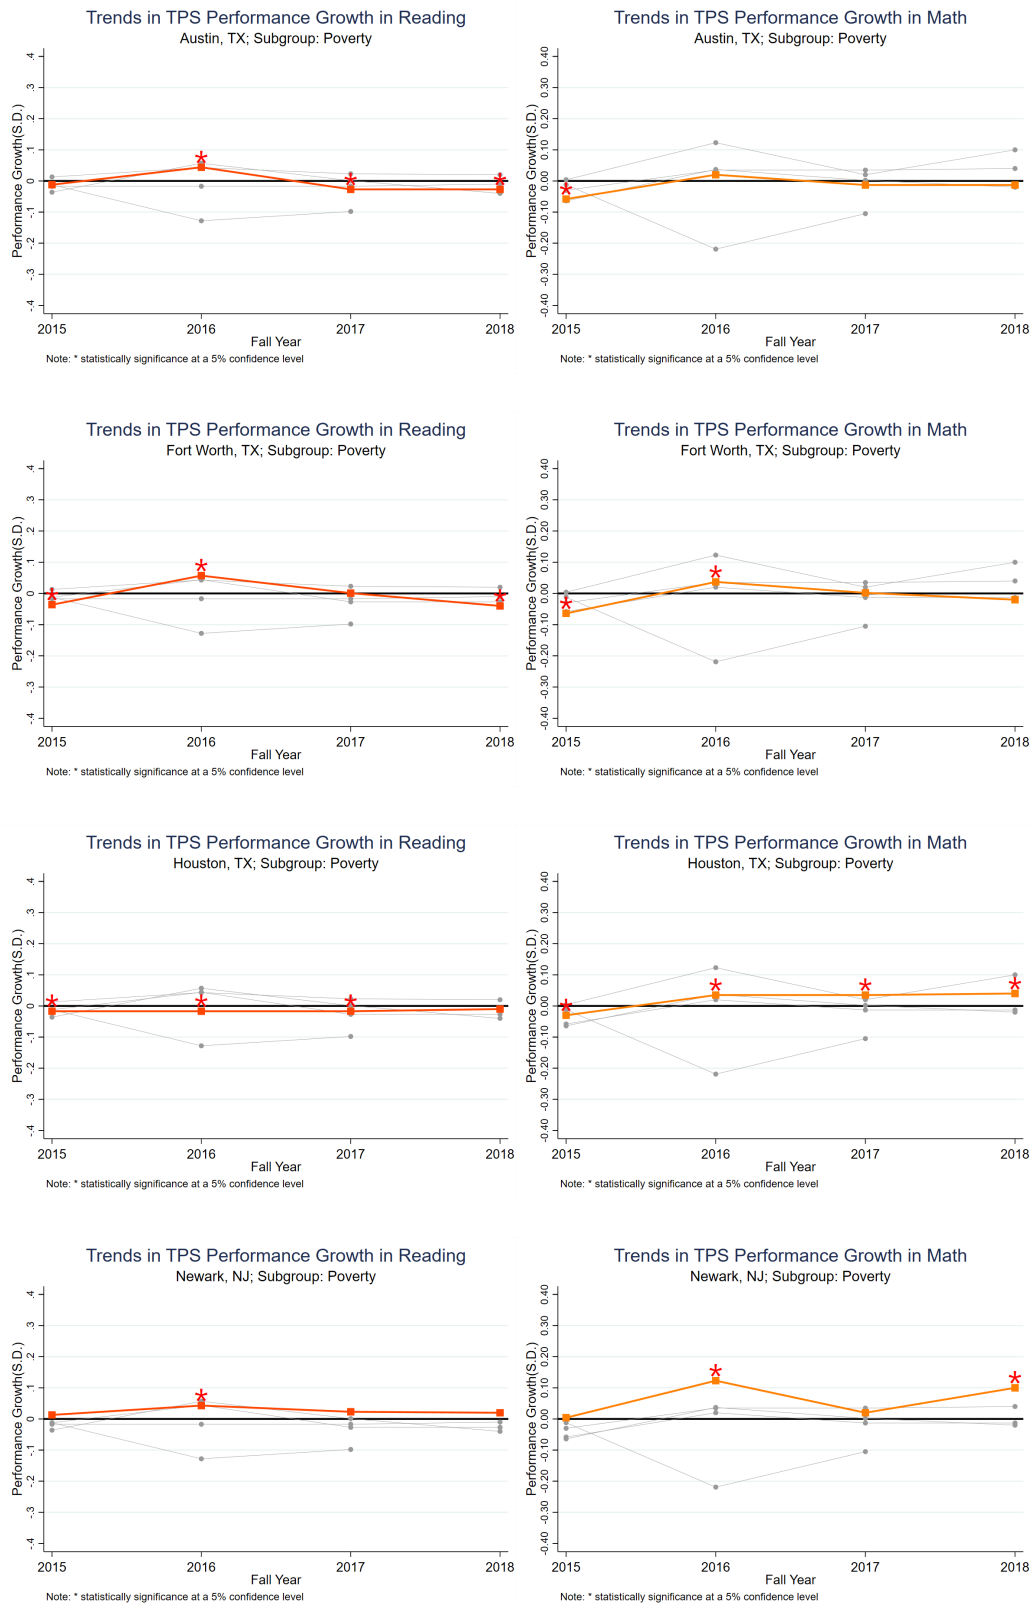 Trends in TPS Performance Growth in Reading
Austin, TX; Subgroup: Poverty
Performance Growth(S.D.)
.4
.3
.2
.1
0
-.1
-.2
-.3
-.4
2015 2016 2017 2018
Fall Year
Note: * statistically significance at a 5% confidence level
Trends in TPS Performance Growth in Math
Austin, TX; Subgroup: Poverty
Performance Growth(S.D.)
0.40
0.30
0.20
0.10
0.00
-0.10
-0.20
-0.30
-0.40
2015 2016 2017 2018
Fall Year
Note: * statistically significance at a 5% confidence level
Trends in TPS Performance Growth in Reading
Fort Worth, TX; Subgroup: Poverty
Performance Growth(S.D.)
.4
.3
.2
.1
0
-.1
-.2
-.3
-.4
2015 2016 2017 2018
Fall Year
Note: * statistically significance at a 5% confidence level
Trends in TPS Performance Growth in Math
Fort Worth, TX; Subgroup: Poverty
Performance Growth(S.D.)
0.40
0.30
0.20
0.10
0.00
-0.10
-0.20
-0.30
-0.40
2015 2016 2017 2018
Fall Year
Note: * statistically significance at a 5% confidence level
Trends in TPS Performance Growth in Reading
Houston, TX; Subgroup: Poverty
Performance Growth(S.D.)
.4
.3
.2
.1
0
-.1
-.2
-.3
-.4
2015 2016 2017 2018
Fall Year
Note: * statistically significance at a 5% confidence level
Trends in TPS Performance Growth in Math
Houston, TX; Subgroup: Poverty
Performance Growth(S.D.)
0.40
0.30
0.20
0.10
0.00
-0.10
-0.20
-0.30
-0.40
2015 2016 2017 2018
Fall Year
Note: * statistically significance at a 5% confidence level
Trends in TPS Performance Growth in Reading
Newark, NJ; Subgroup: Poverty
Performance Growth(S.D.)
.4
.3
.2
.1
0
-.1
-.2
-.3
-.4
2015 2016 2017 2018
Fall Year
Note: * statistically significance at a 5% confidence level
Trends in TPS Performance Growth in Math
Newark, NJ; Subgroup: Poverty
Performance Growth(S.D.)
0.40
0.30
0.20
0.10
0.00
-0.10
-0.20
-0.30
-0.40
2015 2016 2017 2018
Fall Year
Note: * statistically significance at a 5% confidence level